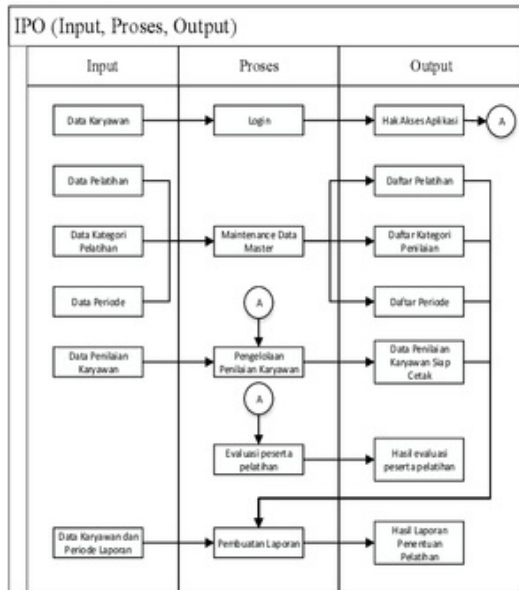 IPO (Input, Proses, Output)
Input
Proses
Output
Data Karyawan
Login
Hak Akses Aplikasi
A
Data Pelatihan
Daftar Pelatihan
Data Kategori
Pelatihan
Maintenance Data
Master
Daftar Kategori
Penilaian
Data Periode
A
Daftar Periode
Data Penilaian
Karyawan
Pengelolaan
Penilaian Karyawan
Data Penilaian
Karyawan Siap
Cetak
A
Evaluasi peserta
pelatihan
Hasil evaluasi
peserta pelatihan
Data Karyawan dan
Periode Laporan
Pembuatan Laporan
Hasil Laporan
Penentuan
Pelatihan